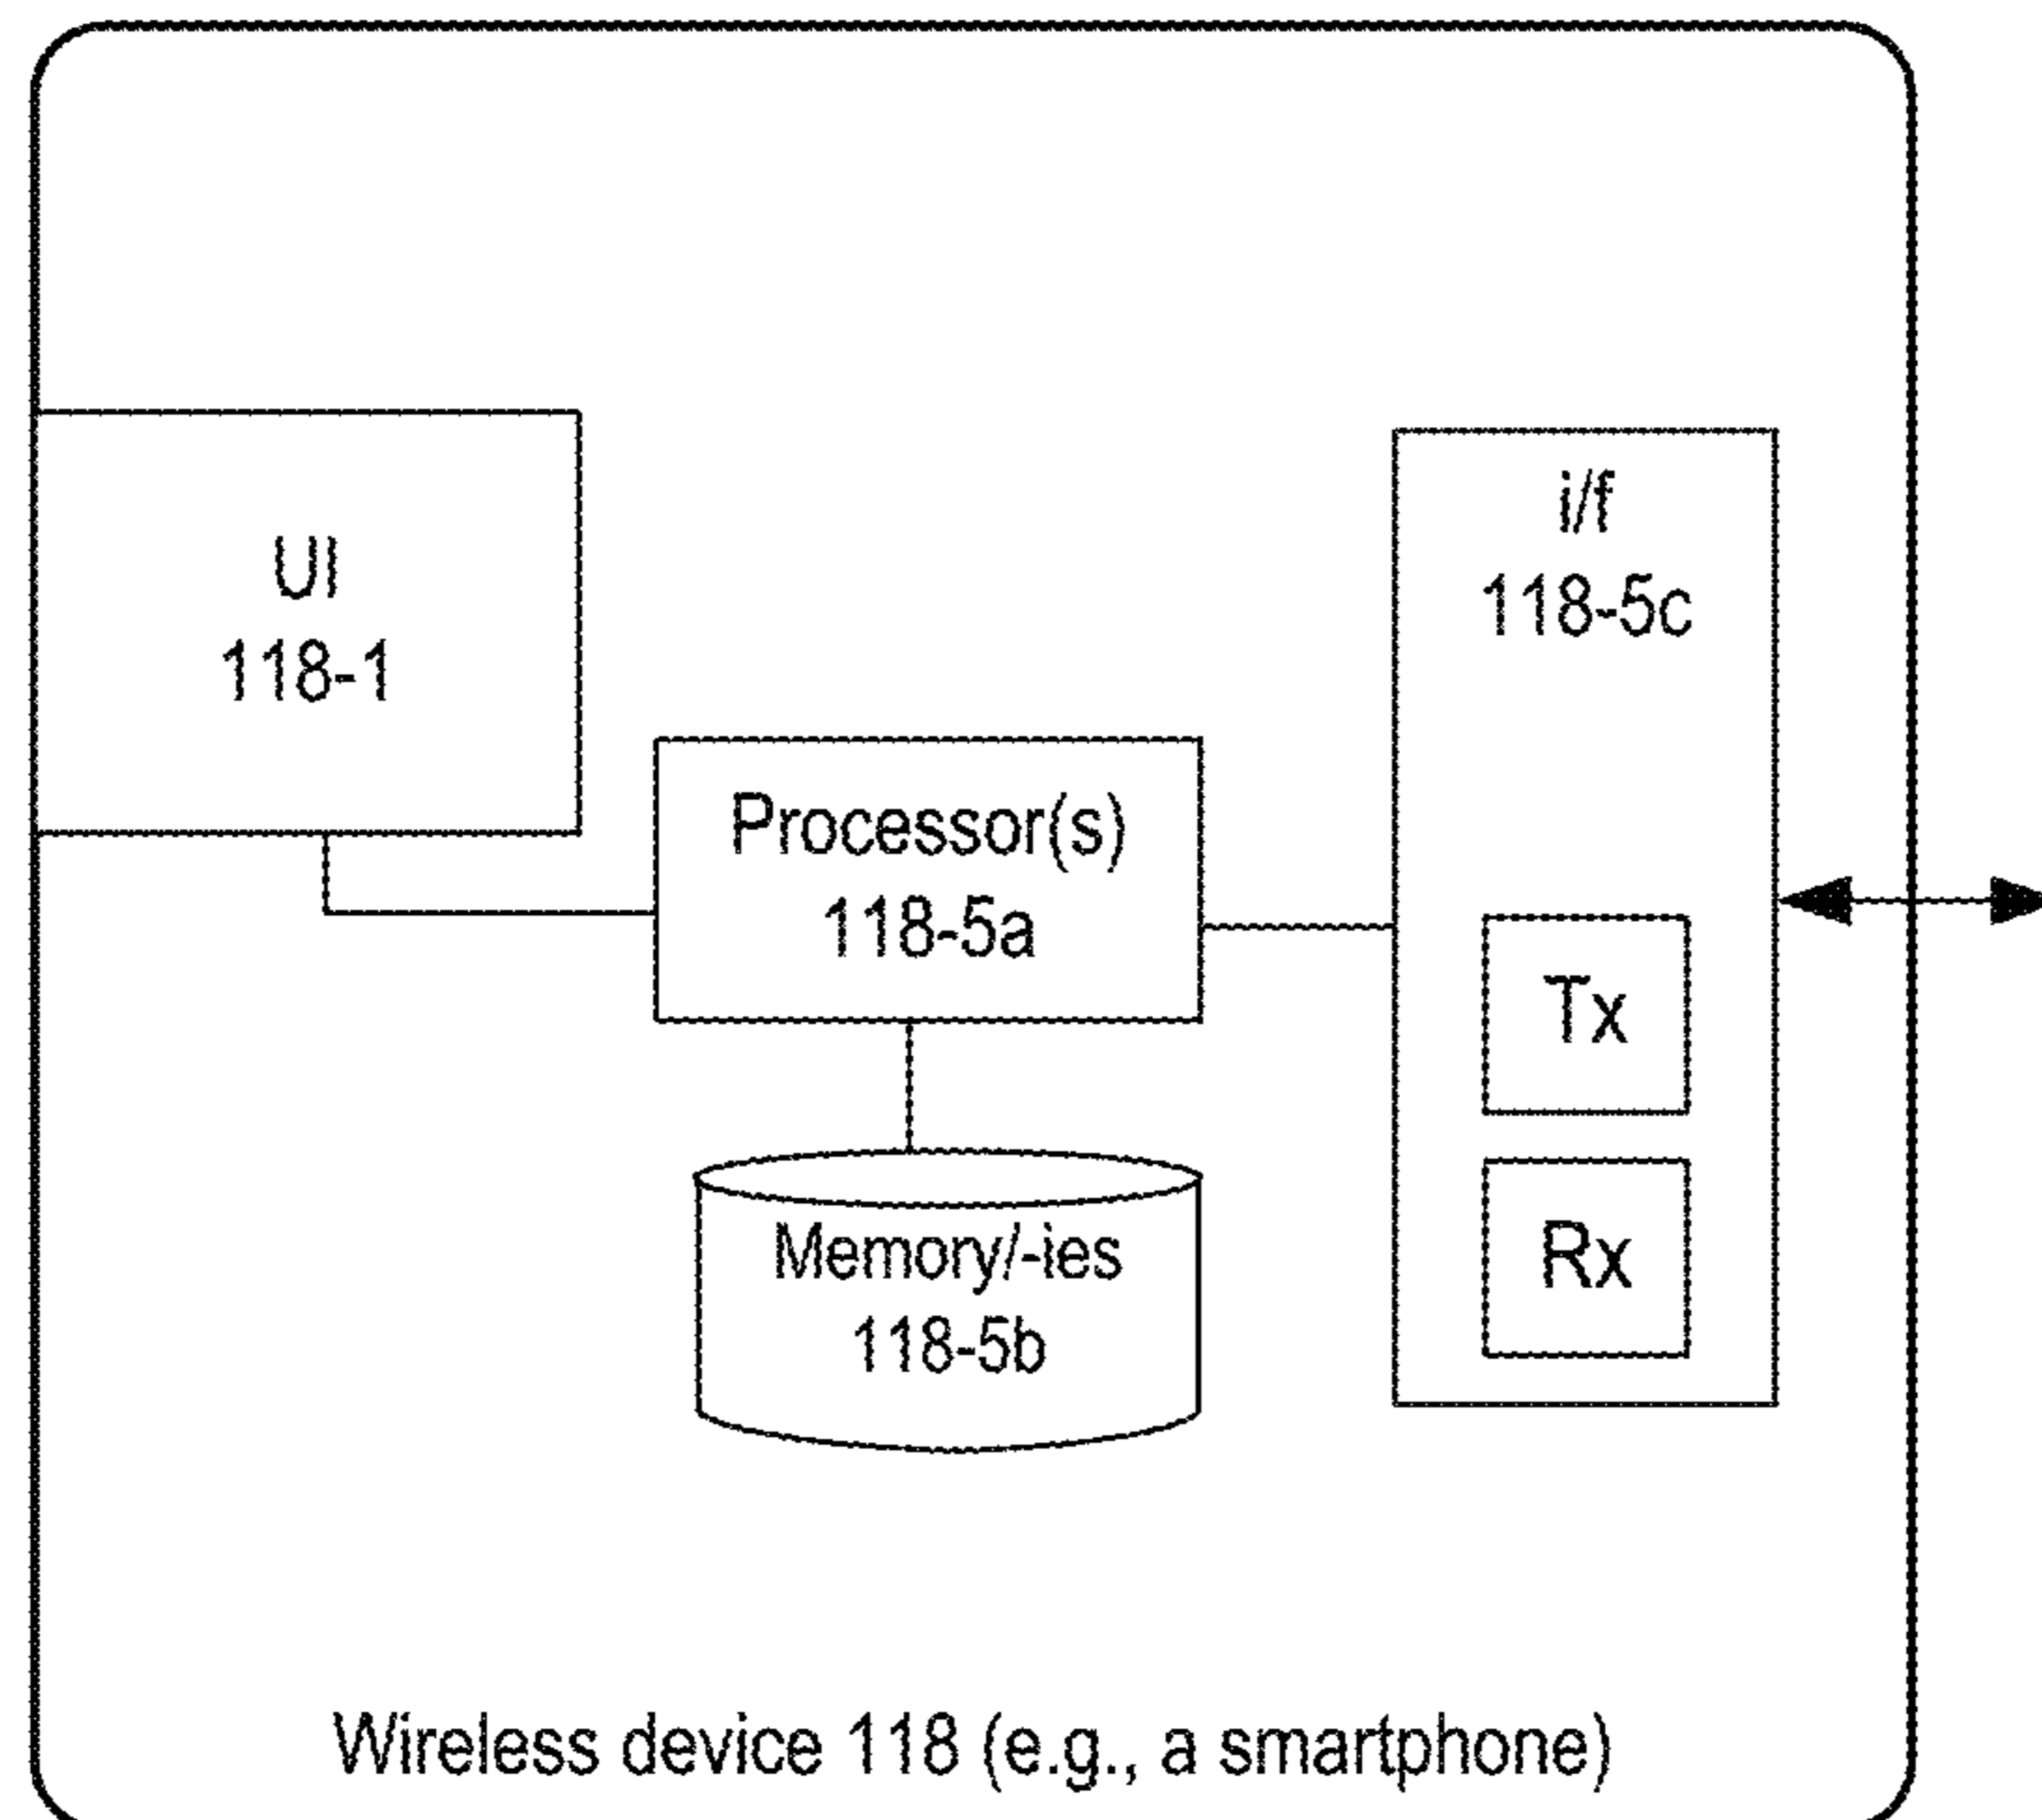 UI
118-1
i/f
118-5c
Processor(s)
118-5a
Tx
Rx
Memory/-ies
118-5b
Wireless device 118 (e.g., a smartphone)